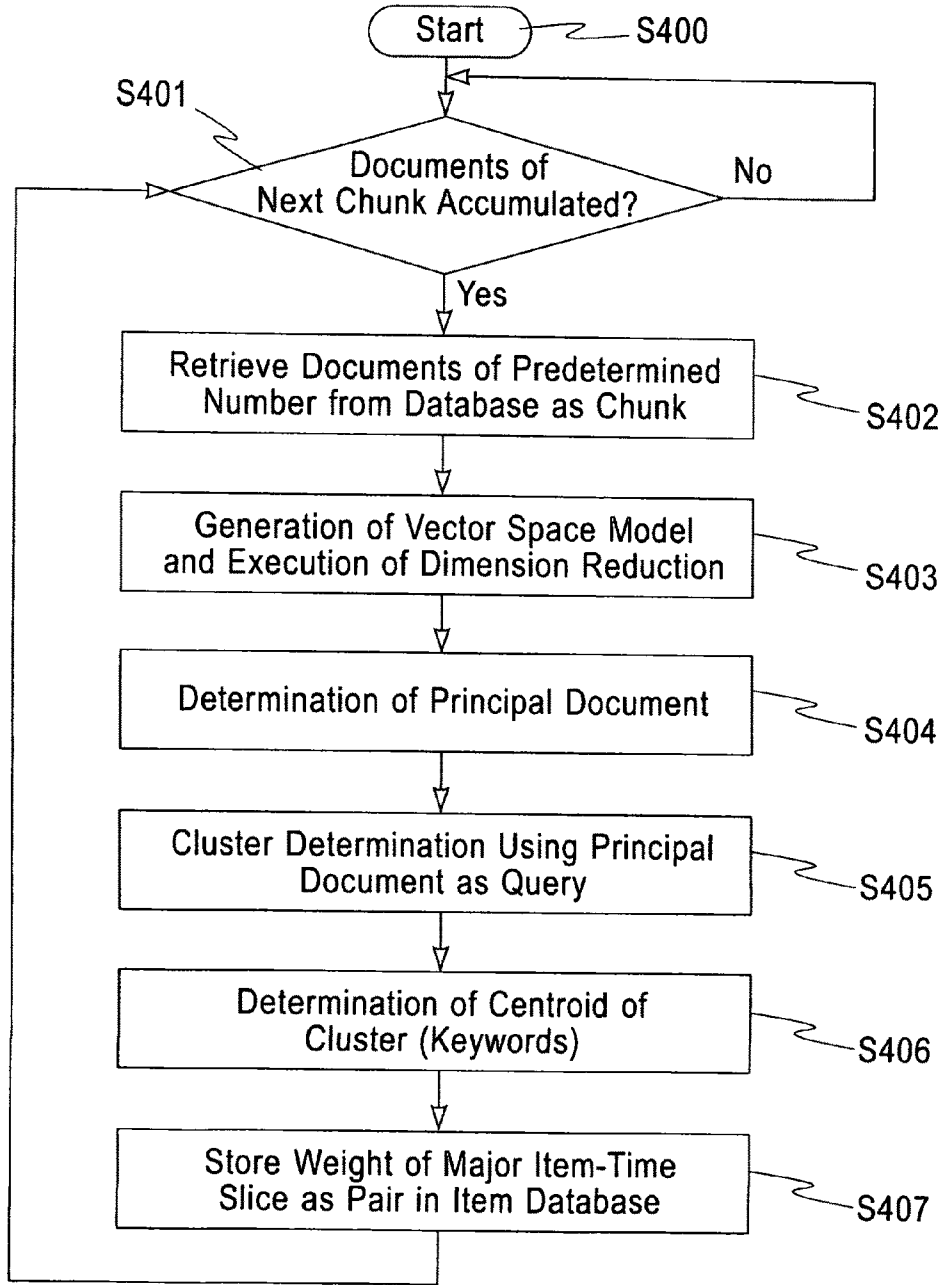 Start
S400
S401
Documents of
Next Chunk Accumulated?
No
Yes
Retrieve Documents of Predetermined
Number from Database as Chunk
S402
Generation of Vector Space Model
and Execution of Dimension Reduction
S403
Determination of Principal Document
S404
Cluster Determination Using Principal
Document as Query
S405
Determination of Centroid of
Cluster (Keywords)
S406
Store Weight of Major Item-Time
Slice as Pair in Item Database
S407